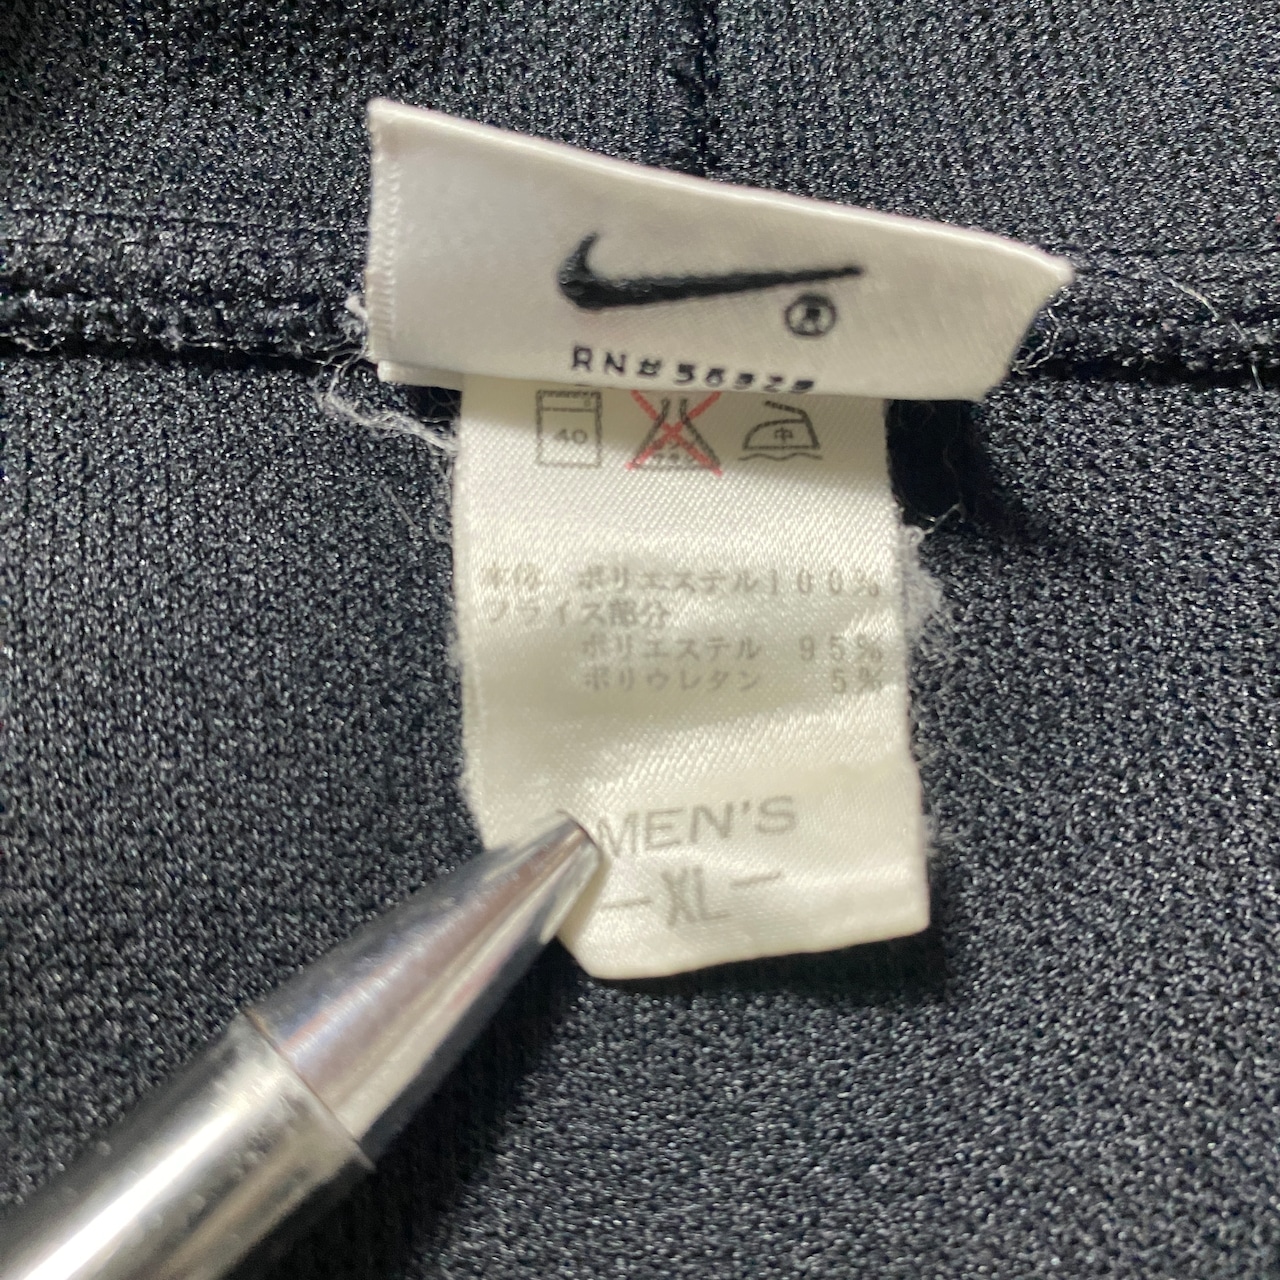 ®
RN#56323
40
中
本体 ポリエステル100%
フライス部分
ポリエステル 95%
ポリウレタン 5%
MEN'S
-XL-